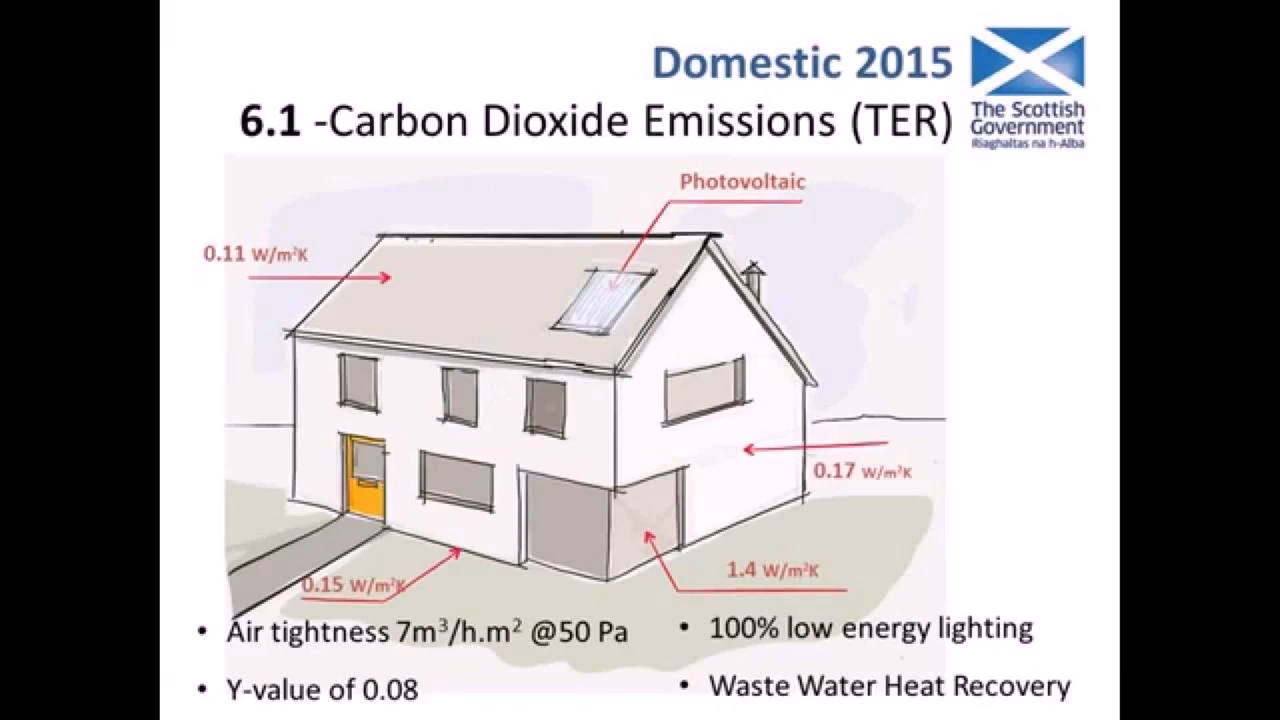 Domestic 2015
6.1 -Carbon Dioxide Emissions (TER)
The Scottish
Government
Riaghaltas na h-Alba
Photovoltaic
0.11 W/m²K
0.17 W/m²K
1.4 W/m²K
0.15 W/m²K
• Air tightness 7m³/h.m² @50 Pa
• Y-value of 0.08
• 100% low energy lighting
• Waste Water Heat Recovery